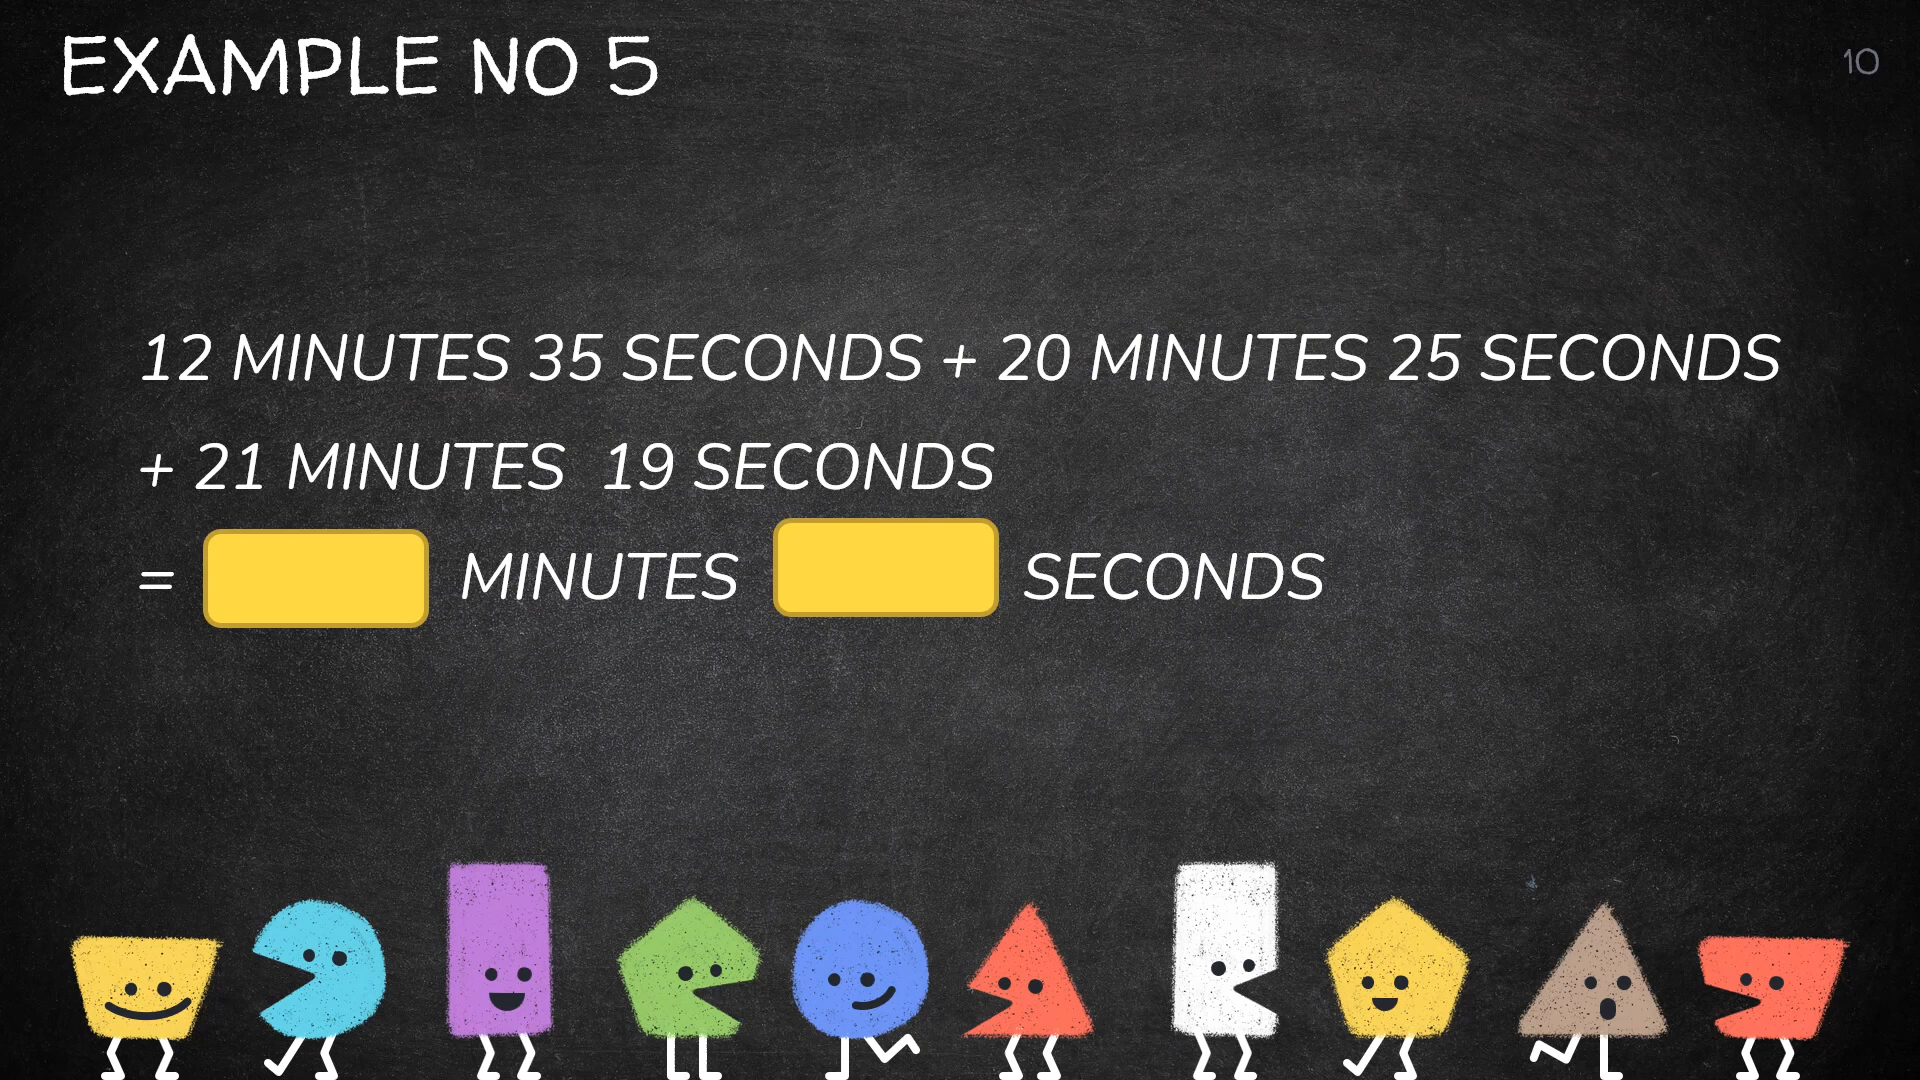 EXAMPLE NO 5
10
12 MINUTES 35 SECONDS + 20 MINUTES 25 SECONDS
+ 21 MINUTES  19 SECONDS
= MINUTES SECONDS